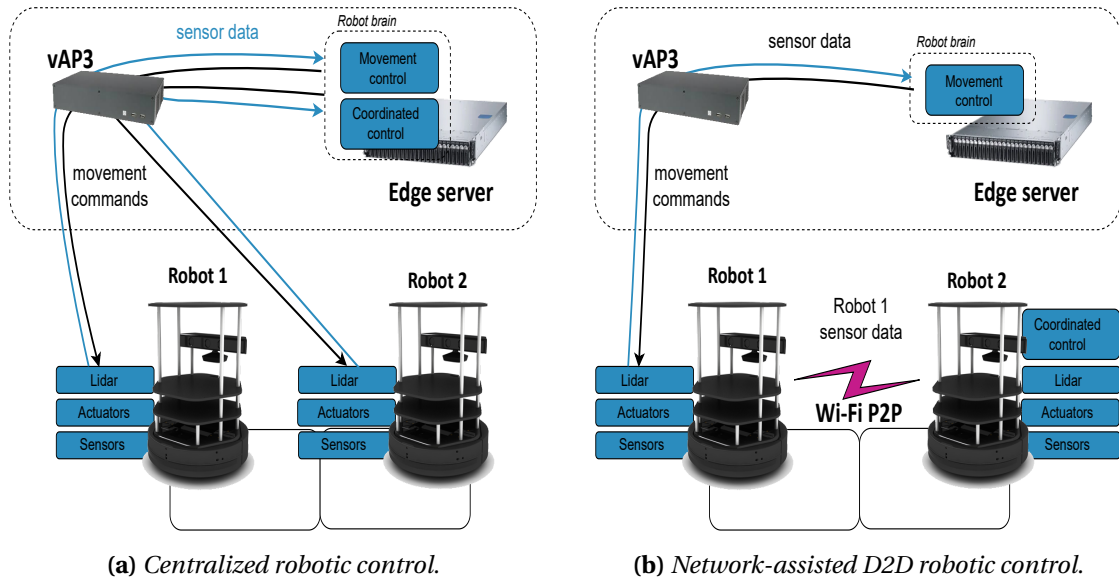 sensor data
Robot brain
vAP3
Movement
control
Coordinated
control
Edge server
movement
commands
Robot 1
Robot 2
Lidar
Actuators
Sensors
Lidar
Actuators
Sensors
(a) Centralized robotic control.
sensor data
Robot brain
vAP3
Movement
control
Edge server
movement
commands
Robot 1
Robot 2
Robot 1
sensor data
Coordinated
control
Lidar
Actuators
Sensors
Wi-Fi P2P
Lidar
Actuators
Sensors
(b) Network-assisted D2D robotic control.